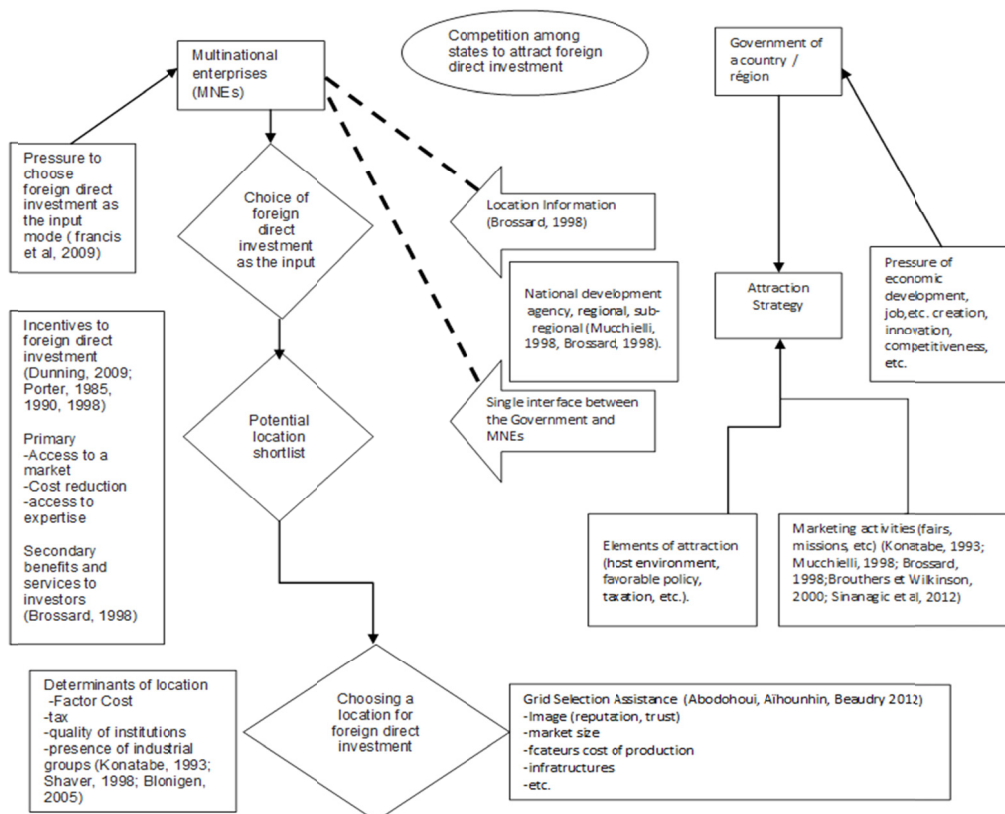 Multinational
enterprises
(MNEs)
Competition among
states to attract foreign
direct investment
Government of
a country /
région
Pressure to
choose
foreign direct
investment as
the input
mode ( francis
et al, 2009)
Choice of
foreign
direct
investment
as the input
Location Information
(Brossard, 1998)
National development
agency, regional, sub-
regional (Mucchielli,
1998, Brossard, 1998).
Single interface between
the Government and
MNEs
Attraction
Strategy
Pressure of
economic
development,
job,etc. creation,
innovation,
competitiveness,
etc.
Incentives to
foreign direct
investment
(Dunning, 2009;
Porter, 1985,
1990, 1998)
Primary
-Access to a
market
-Cost reduction
-access to
expertise
Secondary
benefits and
services to
investors
(Brossard, 1998)
Potential
location
shortlist
Elements of attraction
(host environment,
favorable policy,
taxation, etc.).
Marketing activities (fairs,
missions, etc) (Konatabe, 1993;
Mucchielli, 1998; Brossard,
1998;Brouthers et Wilkinson,
2000; Sinanagic et al, 2012)
Determinants of location
-Factor Cost
-tax
-quality of institutions
-presence of industrial
groups (Konatabe, 1993;
Shaver, 1998; Blonigen,
2005)
Choosing a
location for
foreign direct
investment
Grid Selection Assistance (Abodohoui, Aïhounhin, Beaudry 2012)
-Image (reputation, trust)
-market size
-fcateurs cost of production
-infratructures
-etc.